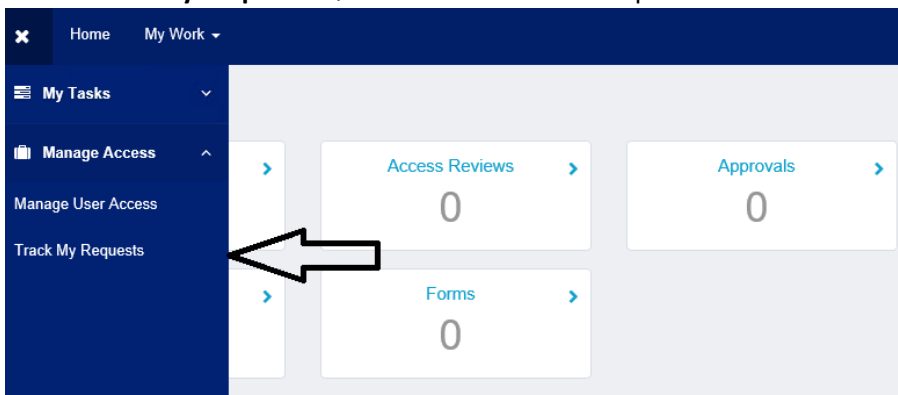 Home My Work
My Tasks
Manage Access
Manage User Access
Track My Requests
Access Reviews
0
Approvals
0
Forms
0